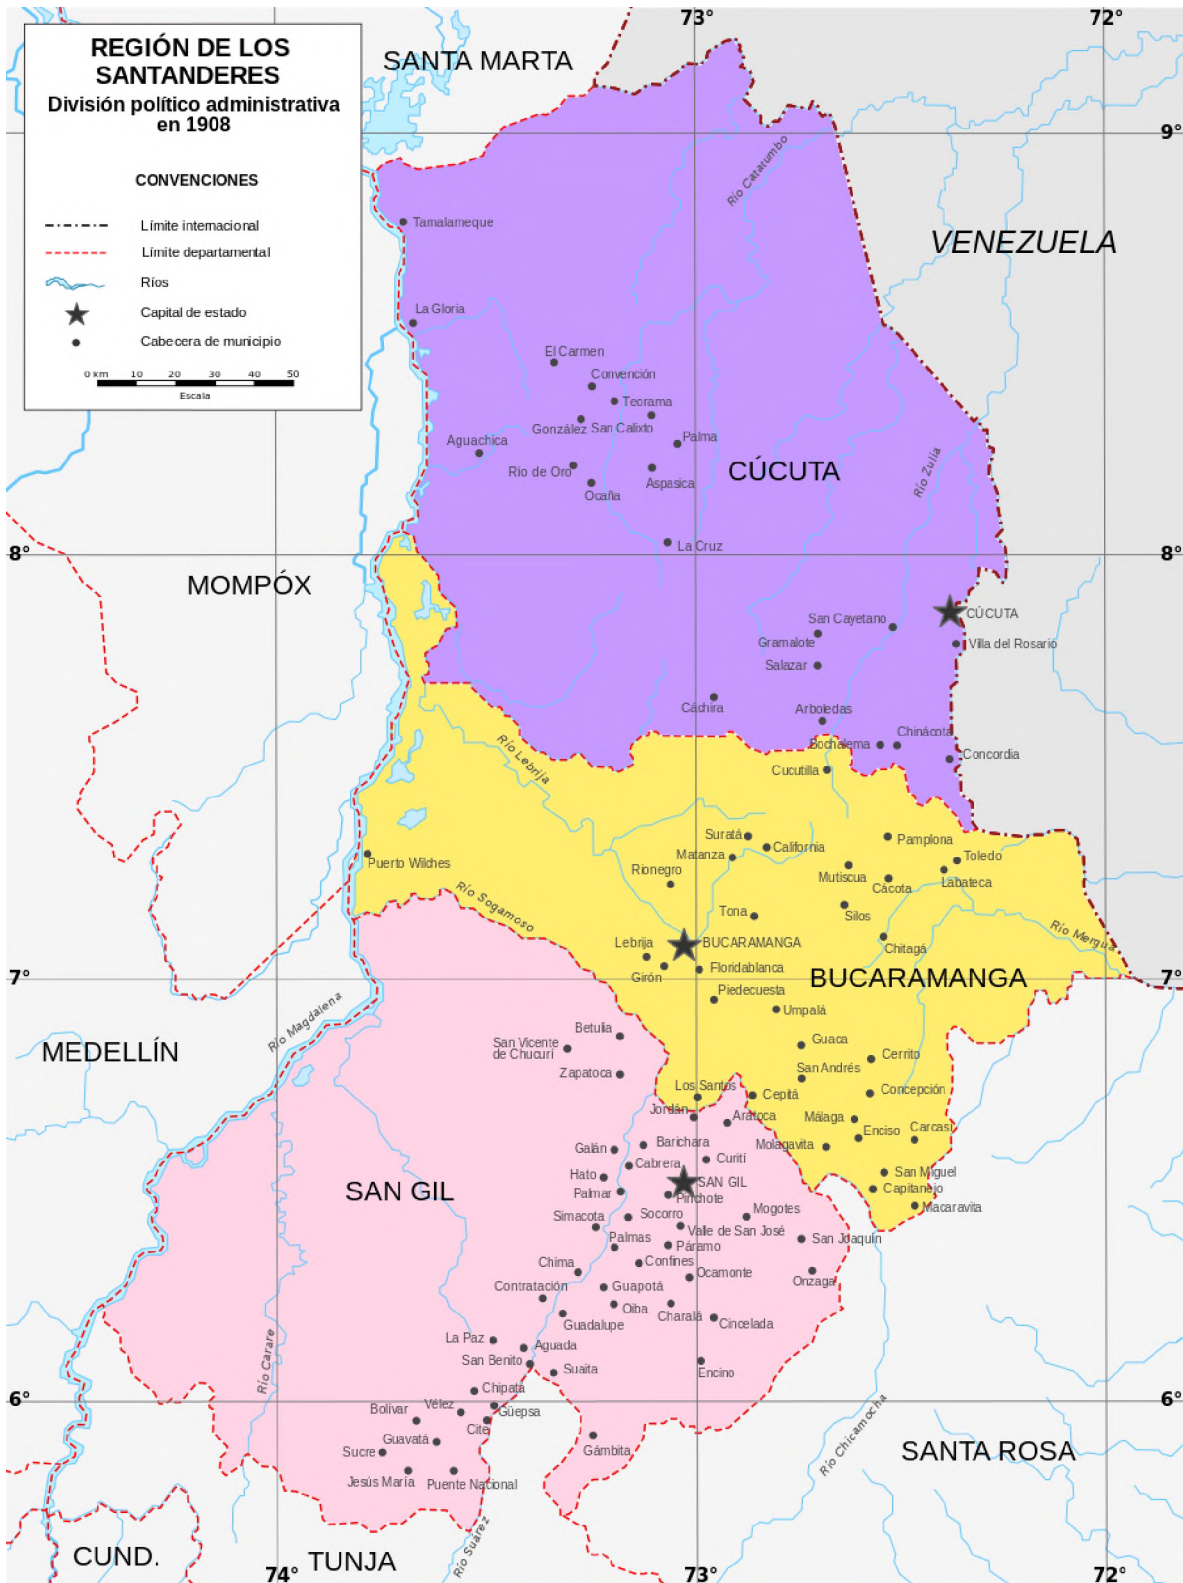 73°
72°
REGIÓN DE LOS
SANTANDERES
División político administrativa
en 1908
CONVENCIONES
Límite internacional
Límite departamental
Ríos
Capital de estado
Cabecera de municipio
0 km 10 20 30 40 50
Escala
SANTA MARTA
9°
Río Catatumbo
Tamalameque
VENEZUELA
La Gloria
El Carmen
Convención
Teorama
González
San Calixto
Palma
Aguachica
Río de Oro
Aspasica
CÚCUTA
Río Zulia
Ocaña
La Cruz
8°
8°
MOMPÓX
San Cayetano
CÚCUTA
Gramalote
Villa del Rosario
Salazar
Cáchira
Arboledas
Bochalema
Chinácota
Concordia
Río Lebrija
Cucutilla
Suratá
California
Pamplona
Matanza
Toledo
Puerto Wilches
Rionegro
Mutiscua
Cácota
Labateca
Río Sogamoso
Tona
Silos
Río Mergua
Lebrija
BUCARAMANGA
Chitagá
Girón
Floridablanca
7°
7°
BUCARAMANGA
Piedecuesta
Umpalá
Río Magdalena
Betulia
MEDELLÍN
San Vicente
de Chucurí
Guaca
Cerrito
Zapatoca
San Andrés
Los Santos
Cepitá
Concepción
Jordán
Aratoca
Málaga
Enciso
Carcasí
Galán
Barichara
Molagavita
Cabrera
Curití
Hato
San Miguel
SAN GIL
SAN GIL
Palmar
Pinchote
Capitanejo
Macaravita
Simacota
Socorro
Mogotes
Valle de San José
Palmas
Páramo
San Joaquín
Chima
Confines
Ocamonte
Onzaga
Contratación
Guapotá
Oiba
Charalá
Guadalupe
Cincelada
La Paz
Aguada
San Benito
Suaita
Encino
Río Carare
Chipatá
6°
6°
Bolívar
Vélez
Güepsa
Cite
Guavatá
Río Chicamocha
Sucre
Gámbita
SANTA ROSA
Jesús María
Puente Nacional
CUND.
TUNJA
Río Suárez
74°
73°
72°